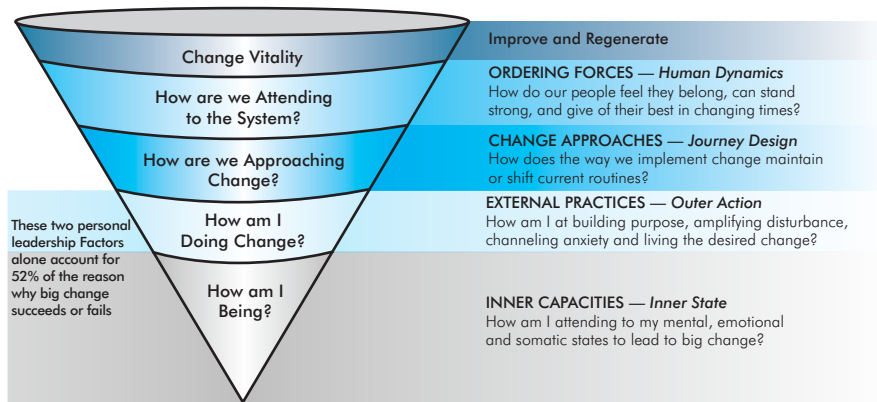 Change Vitality
Improve and Regenerate
How are we Attending
to the System?
ORDERING FORCES — Human Dynamics
How do our people feel they belong, can stand
strong, and give of their best in changing times?
How are we Approaching
Change?
CHANGE APPROACHES — Journey Design
How does the way we implement change maintain
or shift current routines?
These two personal
leadership Factors
alone account for
52% of the reason
why big change
succeeds or fails
How am I
Doing Change?
EXTERNAL PRACTICES — Outer Action
How am I at building purpose, amplifying disturbance,
channeling anxiety and living the desired change?
How am I
Being?
INNER CAPACITIES — Inner State
How am I attending to my mental, emotional
and somatic states to lead to big change?